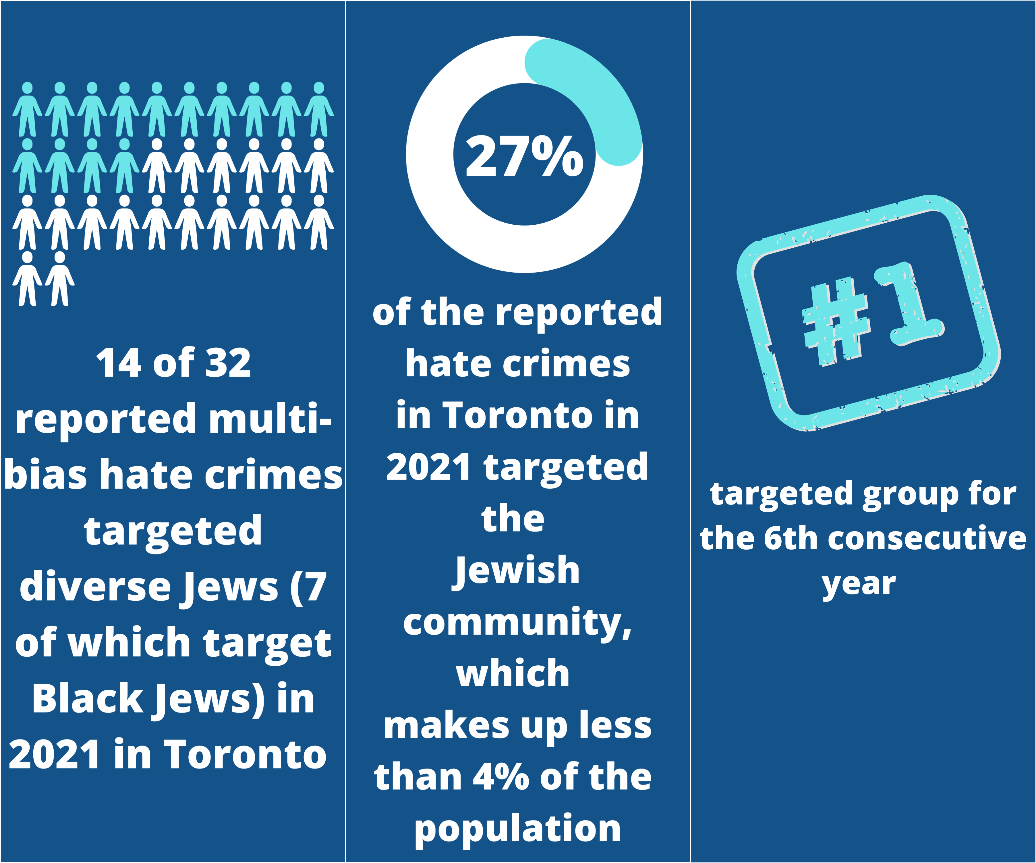 14 of 32
reported multi-
bias hate crimes
targeted
diverse Jews (7
of which target
Black Jews) in
2021 in Toronto
27%
of the reported
hate crimes
in Toronto in
2021 targeted
the
Jewish
community,
which
makes up less
than 4% of the
population
#1
targeted group for
the 6th consecutive
year